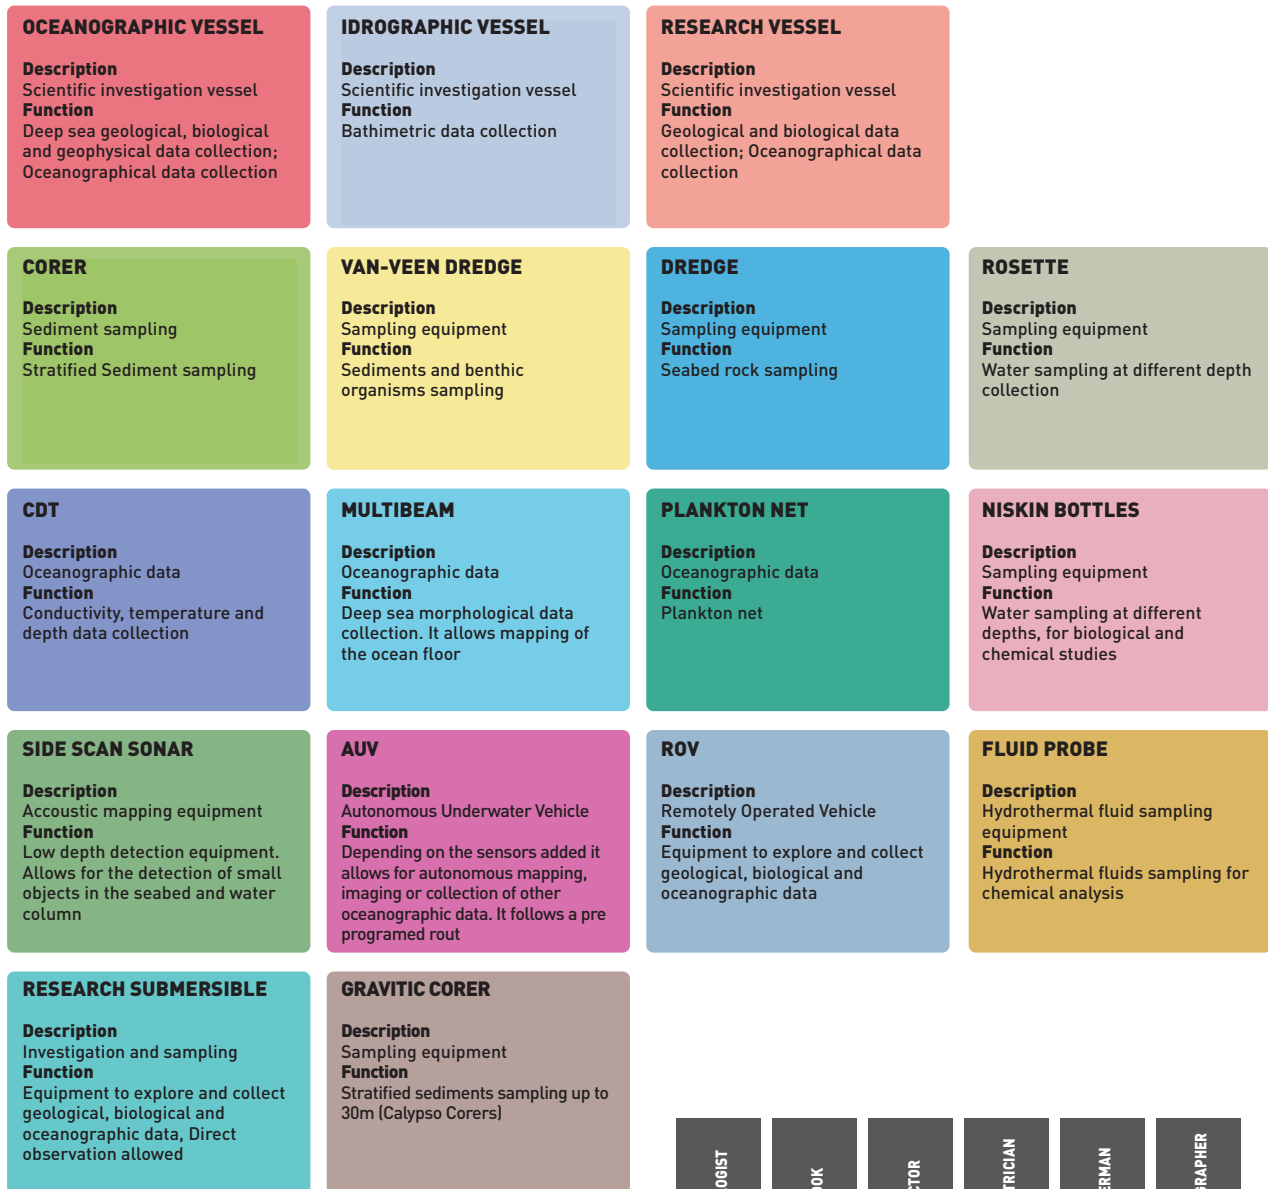 OCEANOGRAPHIC VESSEL
Description
Scientific investigation vessel
Function
Deep sea geological, biological
and geophysical data collection;
Oceanographical data collection
IDROGRAPHIC VESSEL
Description
Scientific investigation vessel
Function
Bathimetric data collection
RESEARCH VESSEL
Description
Scientific investigation vessel
Function
Geological and biological data
collection; Oceanographical data
collection
CORER
Description
Sediment sampling
Function
Stratified Sediment sampling
VAN-VEEN DREDGE
Description
Sampling equipment
Function
Sediments and benthic
organisms sampling
DREDGE
Description
Sampling equipment
Function
Seabed rock sampling
ROSETTE
Description
Sampling equipment
Function
Water sampling at different depth
collection
CDT
Description
Oceanographic data
Function
Conductivity, temperature and
depth data collection
MULTIBEAM
Description
Oceanographic data
Function
Deep sea morphological data
collection. It allows mapping of
the ocean floor
PLANKTON NET
Description
Oceanographic data
Function
Plankton net
NISKIN BOTTLES
Description
Sampling equipment
Function
Water sampling at different
depths, for biological and
chemical studies
SIDE SCAN SONAR
Description
Accoustic mapping equipment
Function
Low depth detection equipment.
Allows for the detection of small
objects in the seabed and water
column
AUV
Description
Autonomous Underwater Vehicle
Function
Depending on the sensors added it
allows for autonomous mapping,
imaging or collection of other
oceanographic data. It follows a pre
programed rout
ROV
Description
Remotely Operated Vehicle
Function
Equipment to explore and collect
geological, biological and
oceanographic data
FLUID PROBE
Description
Hydrothermal fluid sampling
equipment
Function
Hydrothermal fluids sampling for
chemical analysis
RESEARCH SUBMERSIBLE
Description
Investigation and sampling
Function
Equipment to explore and collect
geological, biological and
oceanographic data, Direct
observation allowed
GRAVITIC CORER
Description
Sampling equipment
Function
Stratified sediments sampling up to
30m (Calypso Corers)